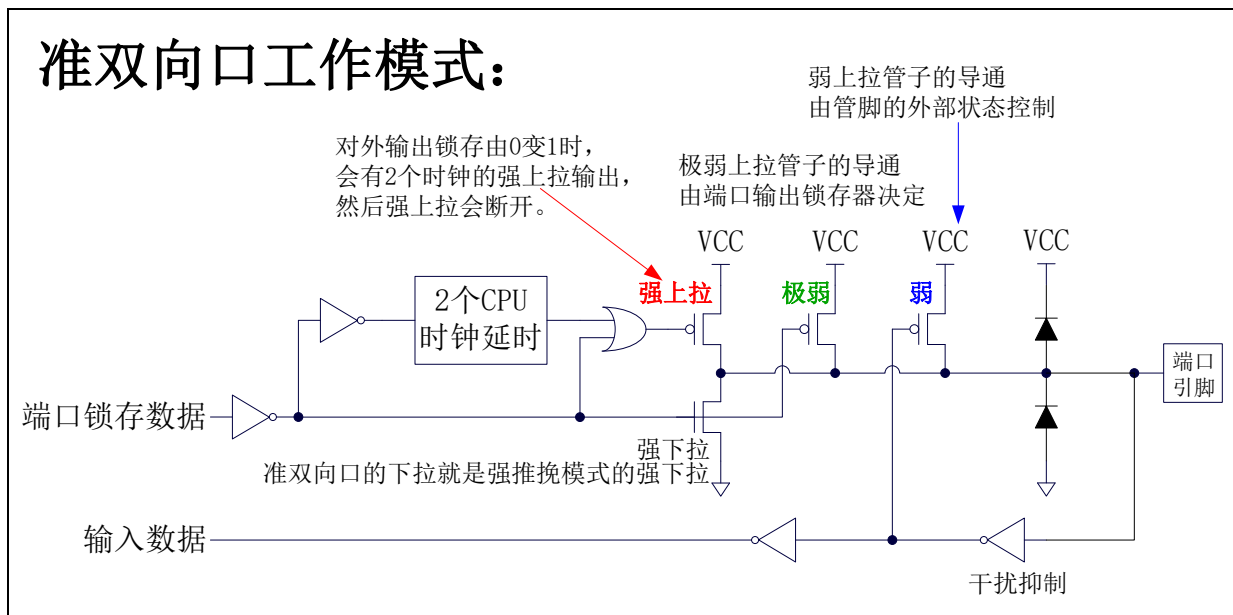 准双向口工作模式：
弱上拉管子的导通
由管脚的外部状态控制
对外输出锁存由0变1时，
会有2个时钟的强上拉输出，
然后强上拉会断开。
极弱上拉管子的导通
由端口输出锁存器决定
VCC
VCC
VCC
VCC
强上拉
极弱
弱
2个CPU
时钟延时
端口
引脚
端口锁存数据
强下拉
准双向口的下拉就是强推挽模式的强下拉
输入数据
干扰抑制